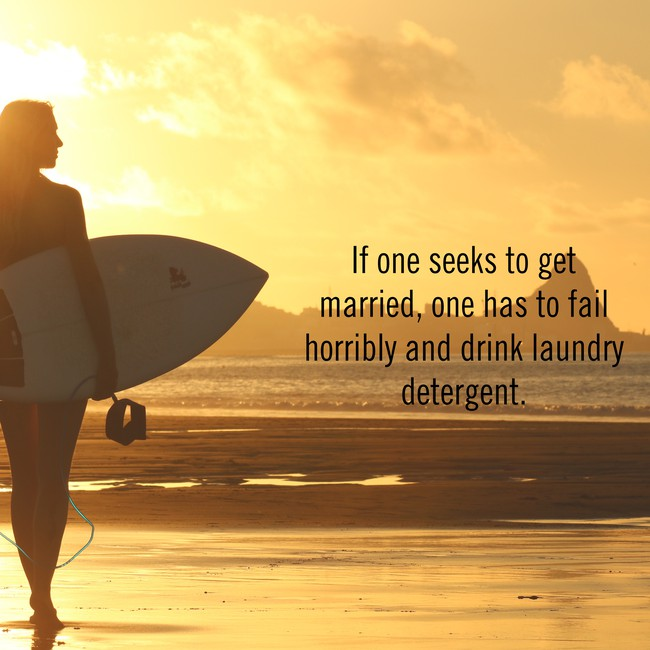 If one seeks to get
married, one has to fail
horribly and drink laundry
detergent.